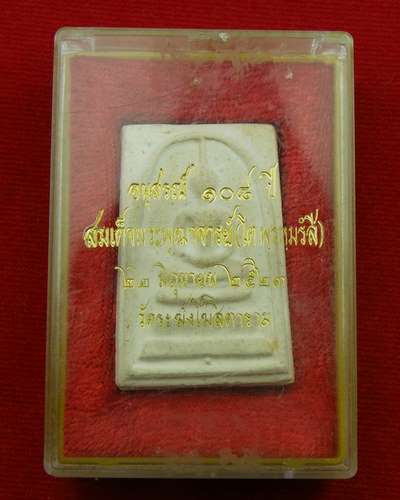 อนุสรณ์ ๑๐๘ ปี
สมเด็จพระพุฒาจารย์(โต พรหมรังสี)
๒๒ มิถุนายน ๒๕๒๓
วัดระฆังโฆสิตาราม